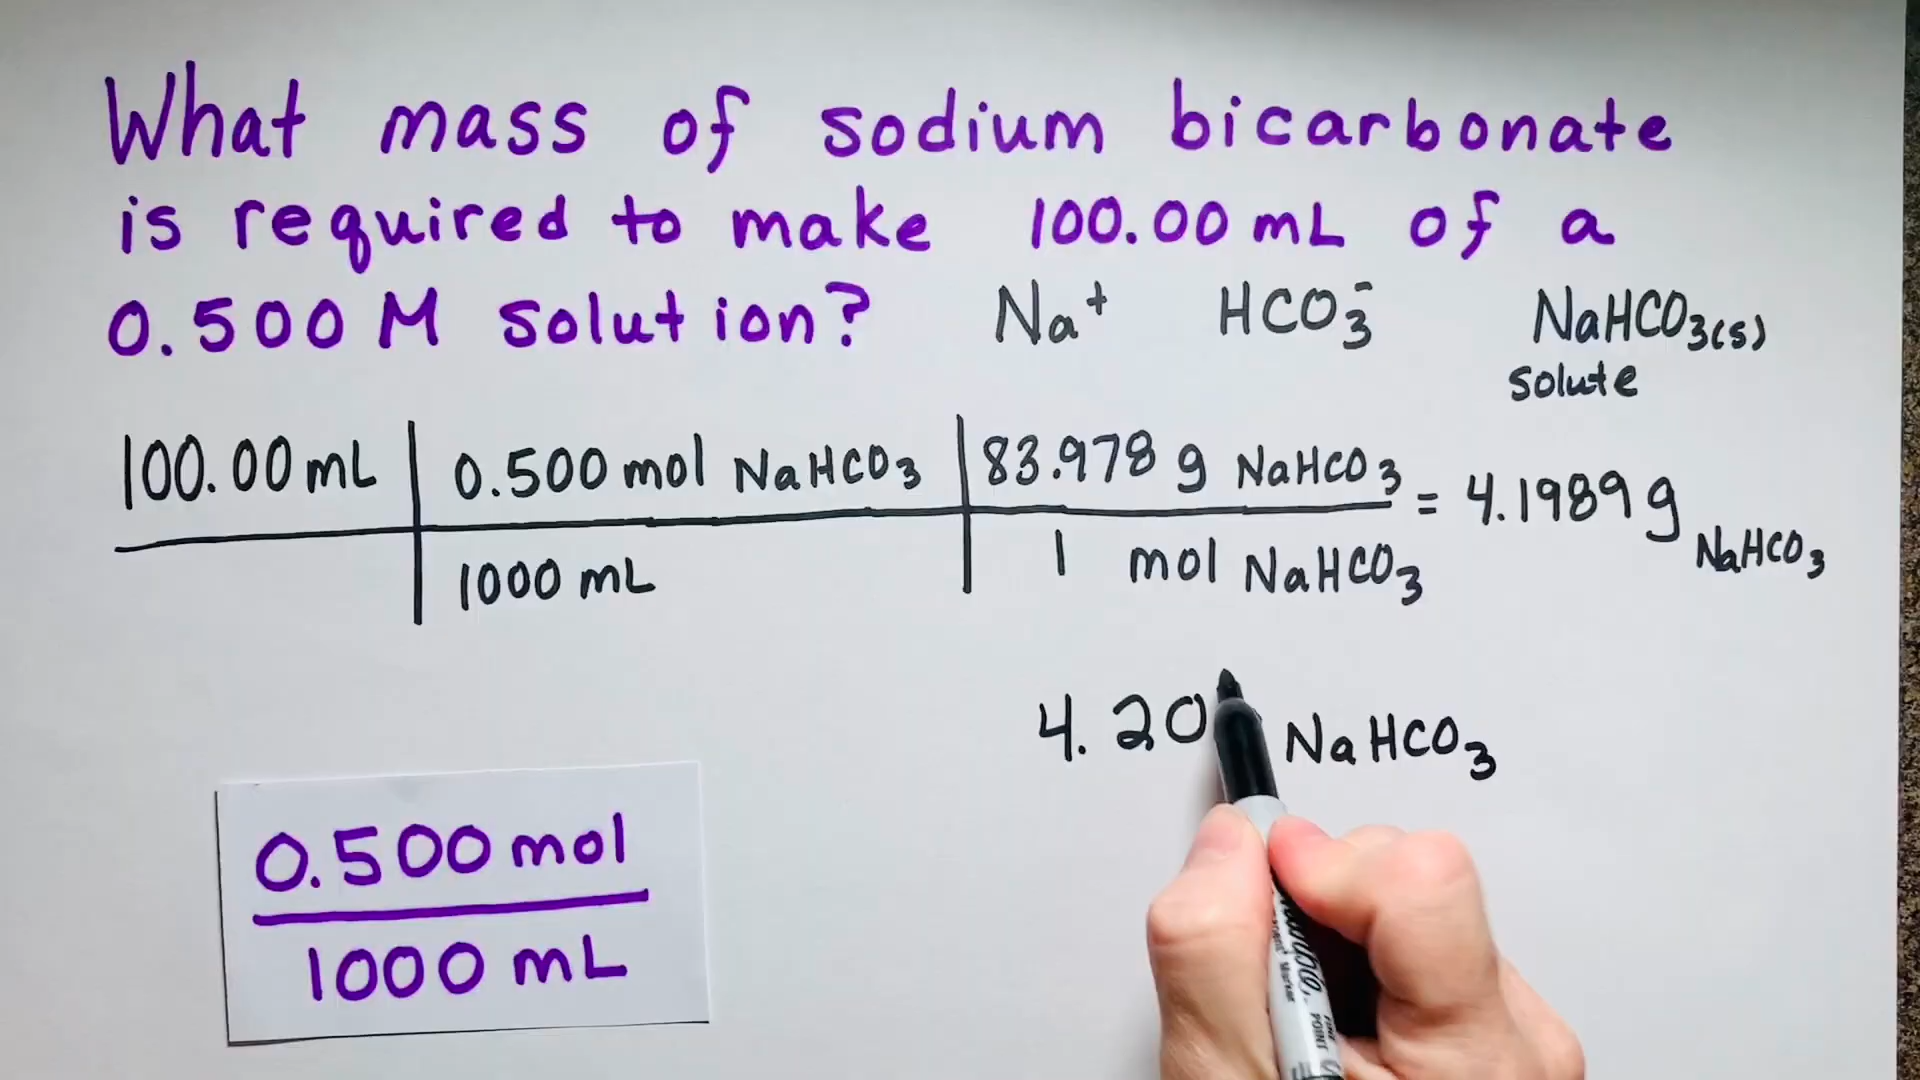 What mass of sodium bicarbonate
is required to make 100.00 mL of a
0.500 M solution?
Na⁺ HCO₃⁻ NaHCO₃(s)
solute
100.00 mL | 0.500 mol NaHCO₃ | 83.978 g NaHCO₃ = 4.1989 g NaHCO₃
1000 mL | 1 mol NaHCO₃
4.20 NaHCO₃
0.500 mol
1000 mL